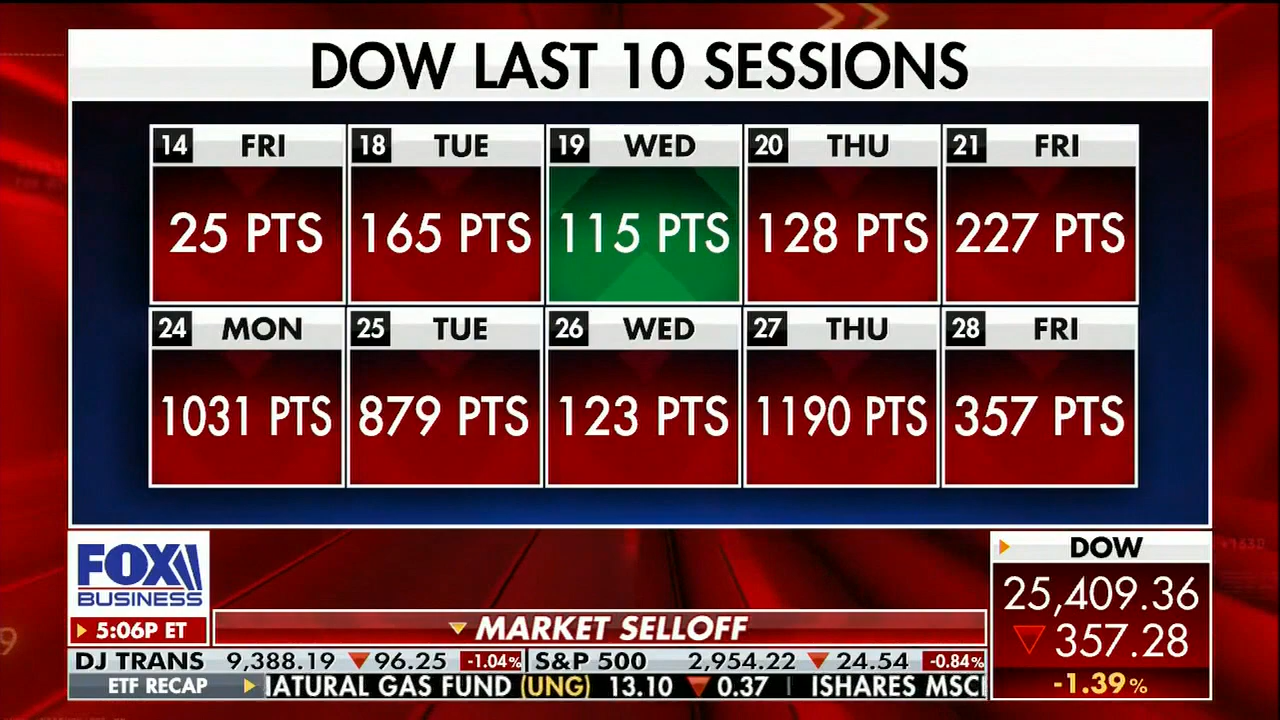 DOW LAST 10 SESSIONS
14 FRI 18 TUE 19 WED 20 THU 21 FRI
25 PTS 165 PTS 115 PTS 128 PTS 227 PTS
24 MON 25 TUE 26 WED 27 THU 28 FRI
1031 PTS 879 PTS 123 PTS 1190 PTS 357 PTS
FOX
BUSINESS
5:06P ET
MARKET SELLOFF
DOW
25,409.36
357.28
-1.39%
DJ TRANS 9,388.19 96.25 -1.04% S&P 500 2,954.22 24.54 -0.84%
ETF RECAP ATURAL GAS FUND (UNG) 13.10 0.37 ISHARES MSCI